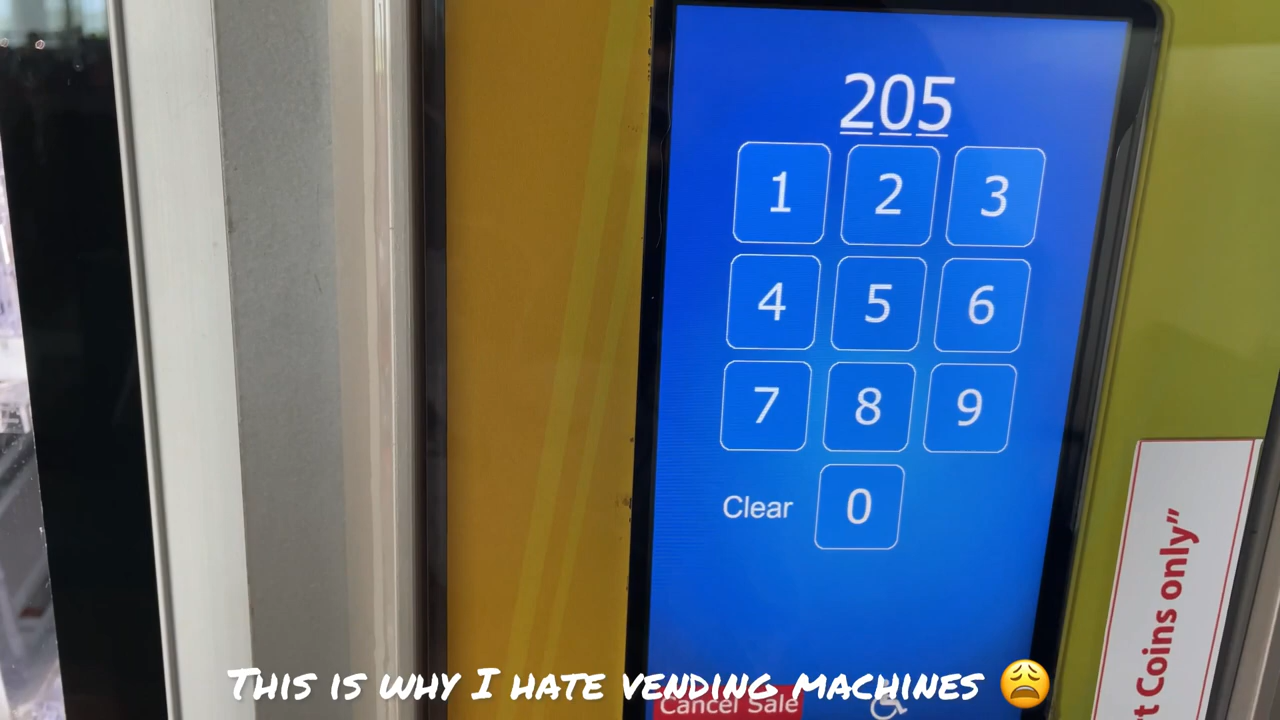 205
1 2 3
4 5 6
7 8 9
Clear 0
Cancel Sale
Coins only”
This is why I hate vending machines 😩